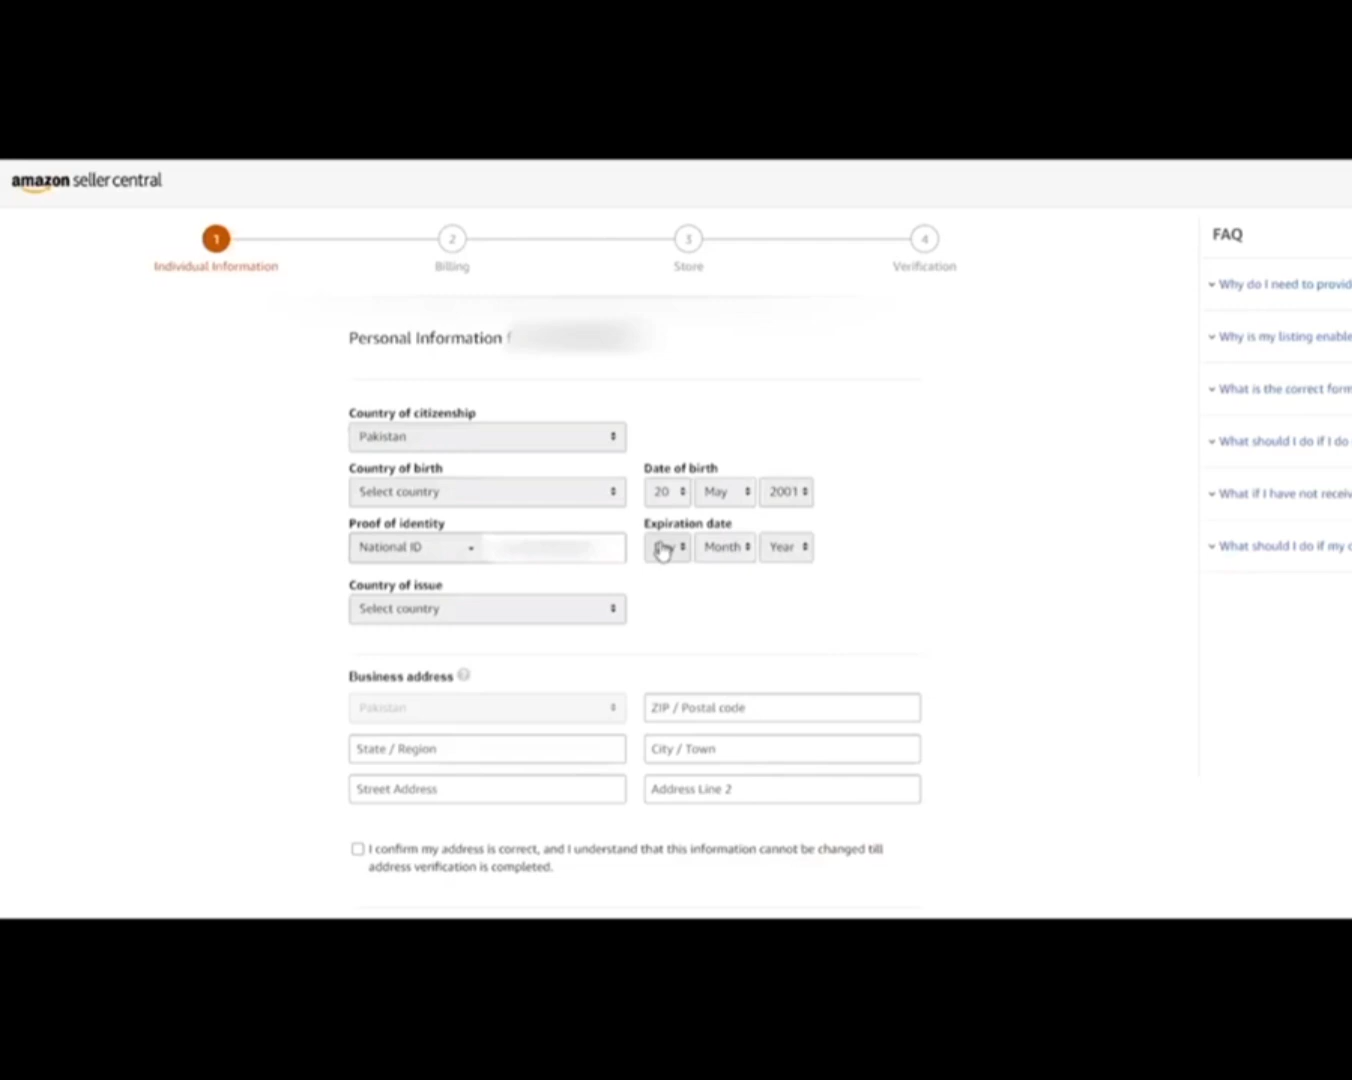 amazon seller central
1
2
3
4
Individual Information
Billing
Store
Verification
FAQ
Why do I need to provid
Why is my listing enable
What is the correct form
What should I do if I do
What if I have not receiv
What should I do if my
Personal Information
Country of citizenship
Pakistan
Country of birth
Date of birth
Select country
20 May 2001
Proof of identity
Expiration date
National ID
Month Year
Country of issue
Select country
Business address
Pakistan
ZIP / Postal code
State / Region
City / Town
Street Address
Address Line 2
I confirm my address is correct, and I understand that this information cannot be changed till
address verification is completed.